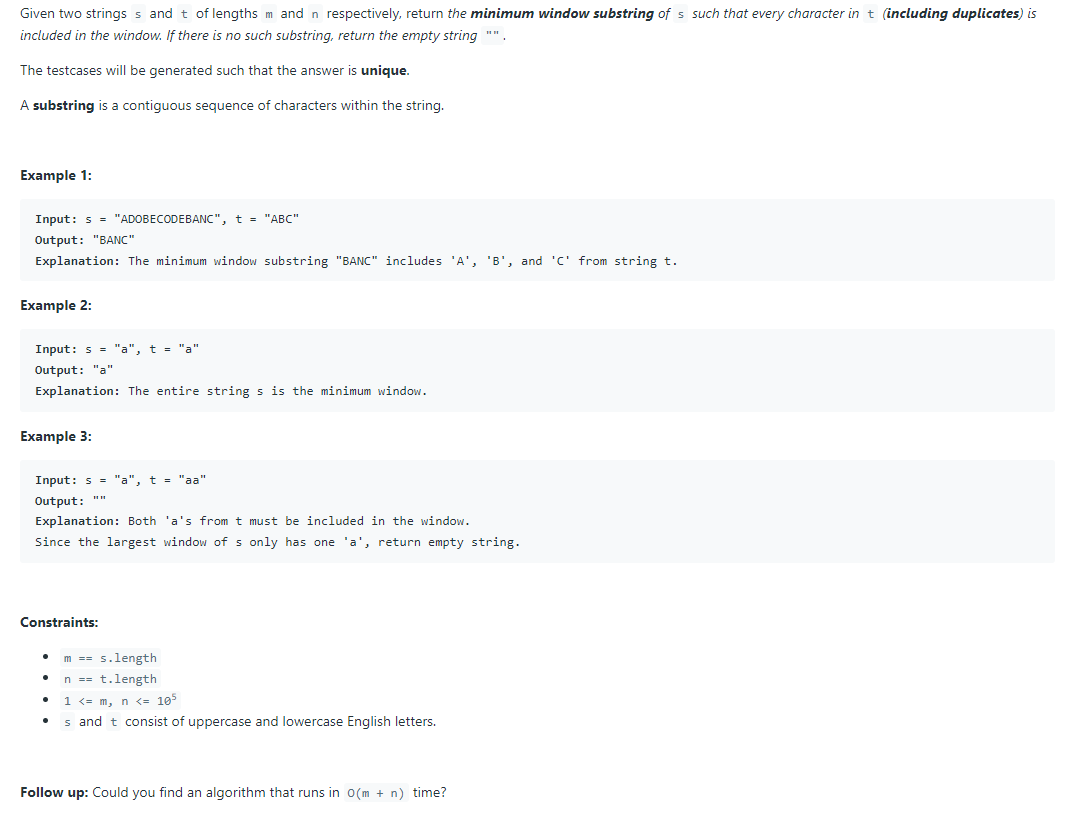 Given two strings s and t of lengths m and n respectively, return the minimum window substring of s such that every character in t (including duplicates) is
included in the window. If there is no such substring, return the empty string "".
The testcases will be generated such that the answer is unique.
A substring is a contiguous sequence of characters within the string.
Example 1:
Input: s = "ADOBECODEBANC", t = "ABC"
Output: "BANC"
Explanation: The minimum window substring "BANC" includes 'A', 'B', and 'C' from string t.
Example 2:
Input: s = "a", t = "a"
Output: "a"
Explanation: The entire string s is the minimum window.
Example 3:
Input: s = "a", t = "aa"
Output: ""
Explanation: Both 'a's from t must be included in the window.
Since the largest window of s only has one 'a', return empty string.
Constraints:
• m == s.length
• n == t.length
• 1 <= m, n <= 10⁵
• s and t consist of uppercase and lowercase English letters.
Follow up: Could you find an algorithm that runs in O(m + n) time?